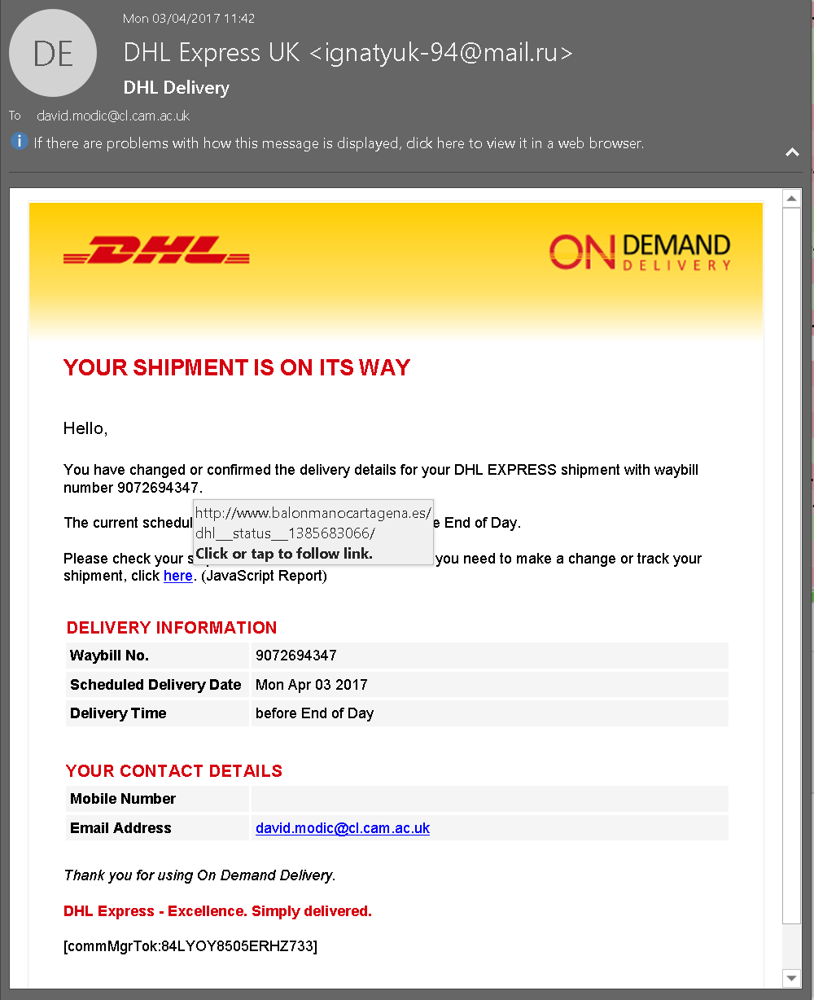 Mon 03/04/2017 11:42
DE
DHL Express UK <ignatyuk-94@mail.ru>
DHL Delivery
To david.modic@cl.cam.ac.uk
i If there are problems with how this message is displayed, click here to view it in a web browser.
DHL
ON DEMAND
DELIVERY
YOUR SHIPMENT IS ON ITS WAY
Hello,
You have changed or confirmed the delivery details for your DHL EXPRESS shipment with waybill
number 9072694347.
http://www.balonmanocartagena.es/
dhl__status__1385683066/
Click or tap to follow link.
The current End of Day.
Please check your you need to make a change or track your
shipment, click here. (JavaScript Report)
DELIVERY INFORMATION
Waybill No. 9072694347
Scheduled Delivery Date Mon Apr 03 2017
Delivery Time before End of Day
YOUR CONTACT DETAILS
Mobile Number
Email Address david.modic@cl.cam.ac.uk
Thank you for using On Demand Delivery.
DHL Express - Excellence. Simply delivered.
[commMgrTok:84LYOY8505ERHZ733]